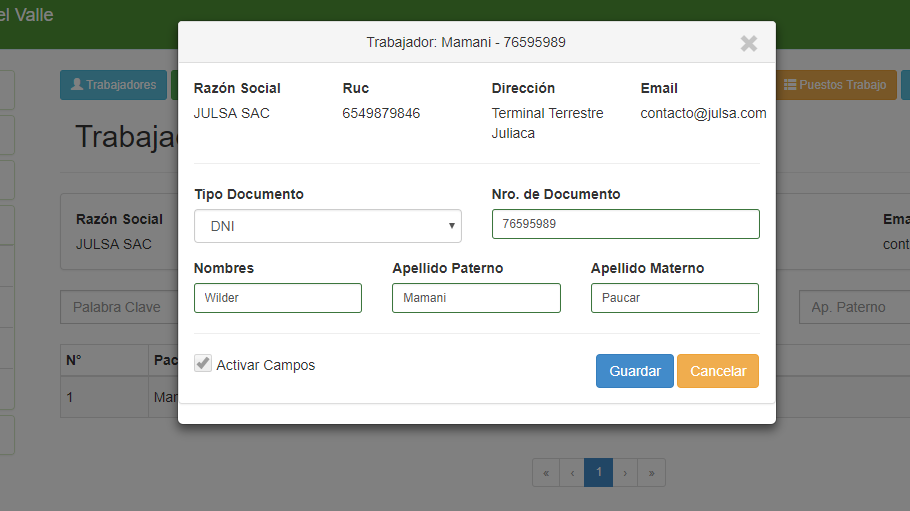 el Valle
Trabajador: Mamani - 76595989
×
Trabajadores
Puestos Trabajo
Razón Social
Ruc
Dirección
Email
JULSA SAC
6549879846
Terminal Terrestre
Juliaca
contacto@julsa.com
Trabaja
Tipo Documento
Nro. de Documento
DNI
76595989
Razón Social
Ema
JULSA SAC
cont
Nombres
Apellido Paterno
Apellido Materno
Wilder
Mamani
Paucar
Palabra Clave
Ap. Paterno
Activar Campos
Guardar
Cancelar
N°
Pac
1
Mar
« ‹ 1 › »